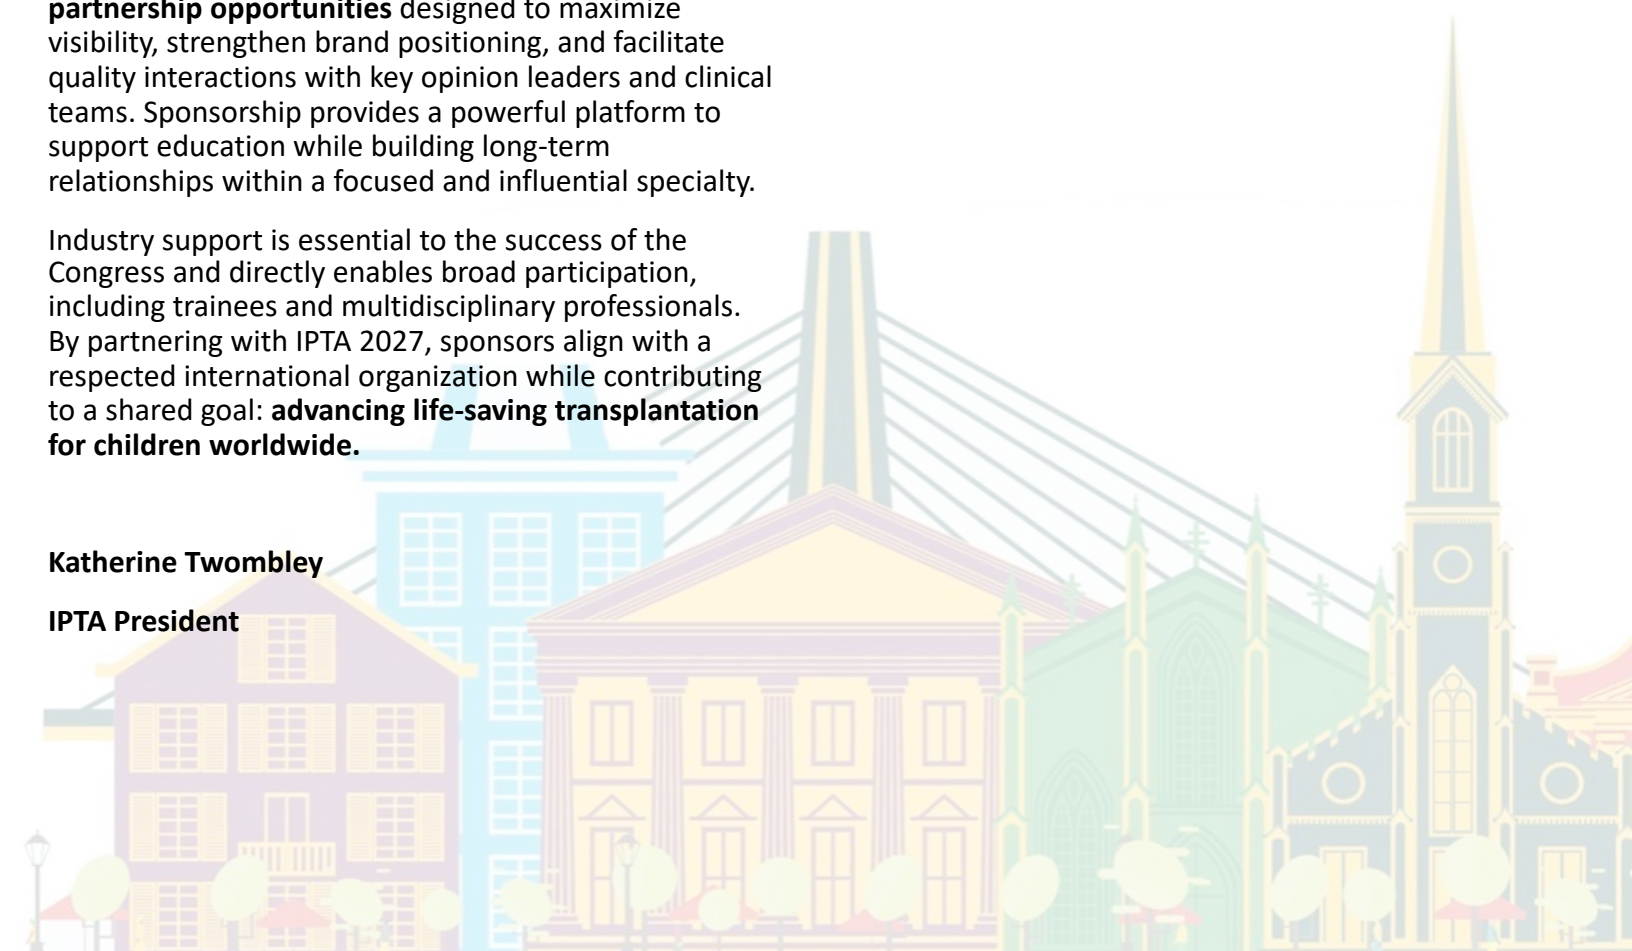 partnership opportunities designed to maximize
visibility, strengthen brand positioning, and facilitate
quality interactions with key opinion leaders and clinical
teams. Sponsorship provides a powerful platform to
support education while building long-term
relationships within a focused and influential specialty.
Industry support is essential to the success of the
Congress and directly enables broad participation,
including trainees and multidisciplinary professionals.
By partnering with IPTA 2027, sponsors align with a
respected international organization while contributing
to a shared goal: advancing life-saving transplantation
for children worldwide.
Katherine Twombley
IPTA President